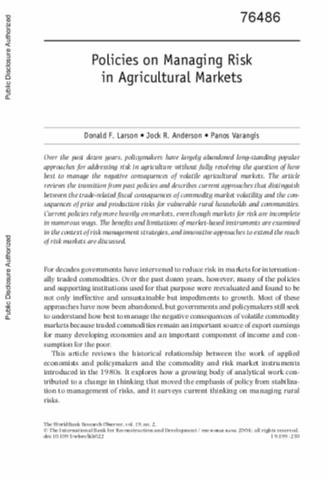 76486
Public Disclosure Authorized
Public Disclosure Authorized
Policies on Managing Risk
in Agricultural Markets
Donald F. Larson • Jock R. Anderson • Panos Varangis
Over the past dozen years, policymakers have largely abandoned long-standing popular
approaches for addressing risk in agriculture without fully resolving the question of how
best to manage the negative consequences of volatile agricultural markets. The article
reviews the transition from past policies and describes current approaches that distinguish
between the trade-related fiscal consequences of commodity market volatility and the con-
sequences of price and production risks for vulnerable rural households and communities.
Current policies rely more heavily on markets, even though markets for risk are incomplete
in numerous ways. The benefits and limitations of market-based instruments are examined
in the context of risk management strategies, and innovative approaches to extend the reach
of risk markets are discussed.
For decades governments have intervened to reduce risk in markets for internation-
ally traded commodities. Over the past dozen years, however, many of the policies
and supporting institutions used for that purpose were reevaluated and found to be
not only ineffective and unsustainable but impediments to growth. Most of these
approaches have now been abandoned, but governments and policymakers still seek
to understand how best to manage the negative consequences of volatile commodity
markets because traded commodities remain an important source of export earnings
for many developing economies and an important component of income and con-
sumption for the poor.
This article reviews the historical relationship between the work of applied
economists and policymakers and the commodity and risk market instruments
introduced in the 1980s. It explores how a growing body of analytical work con-
tributed to a change in thinking that moved the emphasis of policy from stabiliza-
tion to management of risks, and it surveys current thinking on managing rural
risks.
The World Bank Research Observer, vol. 19, no. 2,
© The International Bank for Reconstruction and Development / THE WORLD BANK 2004; all rights reserved.
doi:10.1093/wbro/lkh022
19:199–230